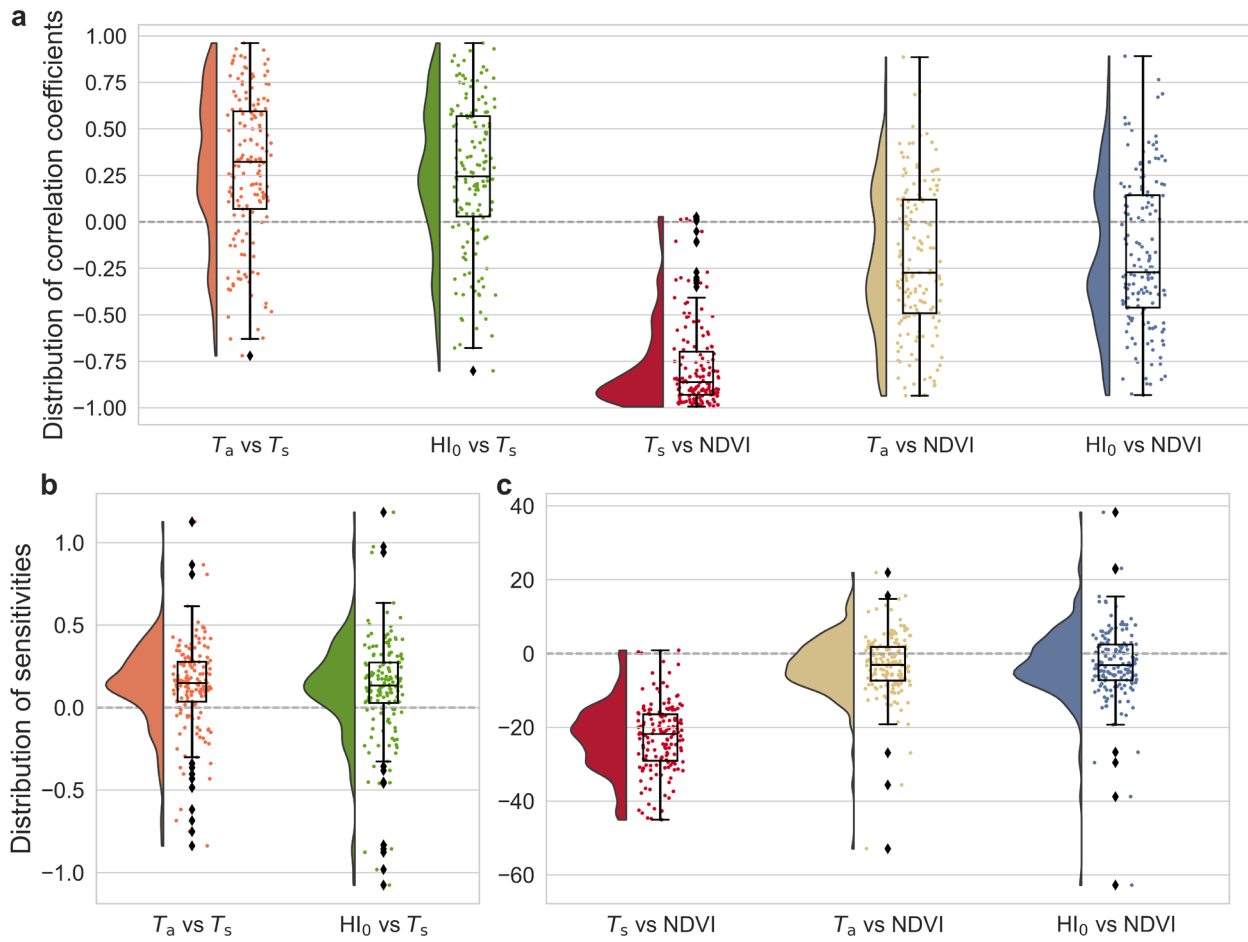 a
Distribution of correlation coefficients
1.00
0.75
0.50
0.25
0.00
−0.25
−0.50
−0.75
−1.00
Tₐ vs Tₛ
HI₀ vs Tₛ
Tₛ vs NDVI
Tₐ vs NDVI
HI₀ vs NDVI
b
Distribution of sensitivities
1.0
0.5
0.0
−0.5
−1.0
Tₐ vs Tₛ
HI₀ vs Tₛ
c
40
20
0
−20
−40
−60
Tₛ vs NDVI
Tₐ vs NDVI
HI₀ vs NDVI